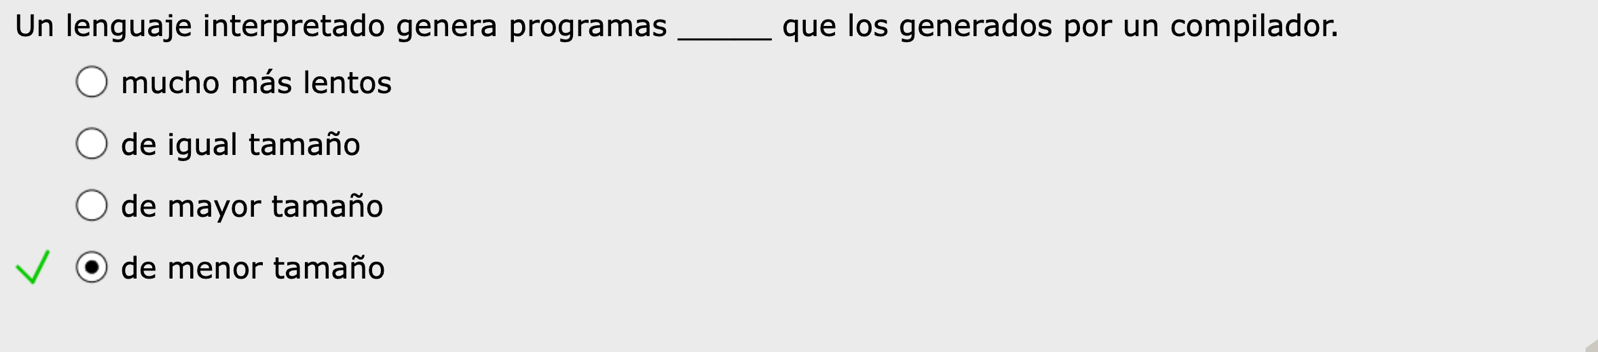 Un lenguaje interpretado genera programas ______ que los generados por un compilador.
mucho más lentos
de igual tamaño
de mayor tamaño
de menor tamaño